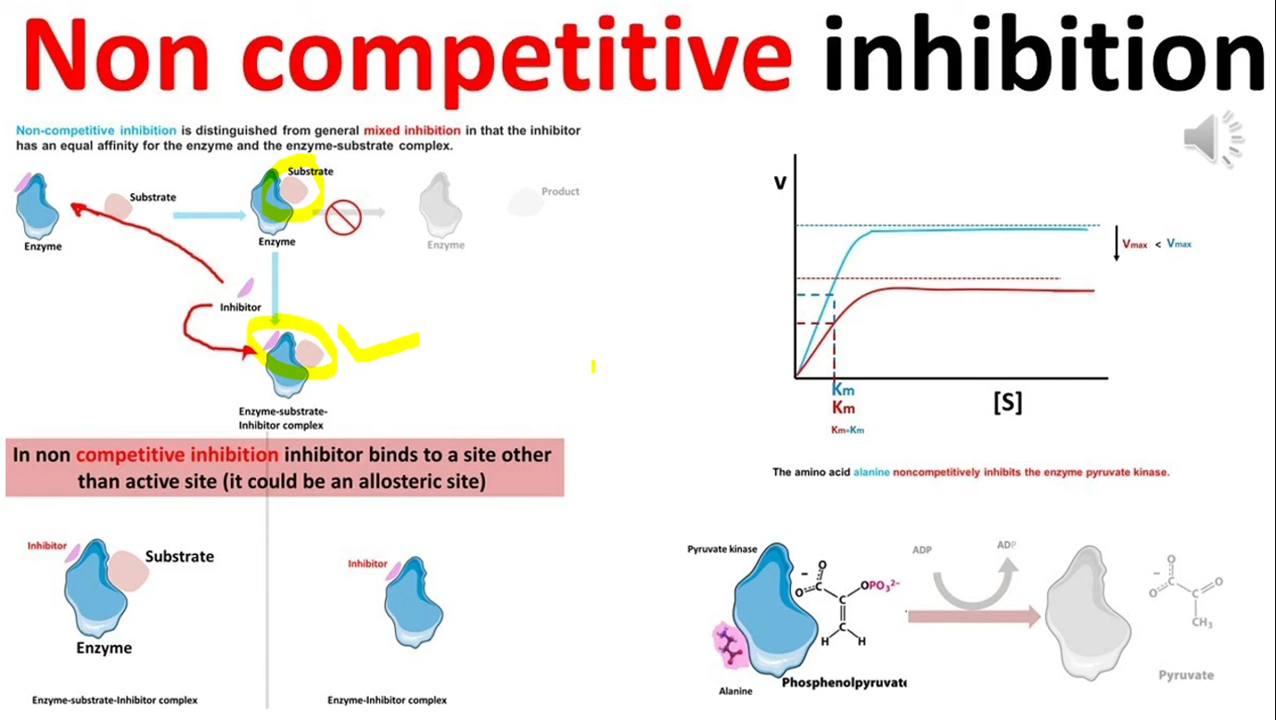 Non competitive inhibition
Non-competitive inhibition is distinguished from general mixed inhibition in that the inhibitor
has an equal affinity for the enzyme and the enzyme-substrate complex.
Substrate
Enzyme
Substrate
Enzyme
Product
Enzyme
Inhibitor
Enzyme-substrate-
Inhibitor complex
In non competitive inhibition inhibitor binds to a site other
than active site (it could be an allosteric site)
Inhibitor
Substrate
Enzyme
Enzyme-substrate-Inhibitor complex
Inhibitor
Enzyme-Inhibitor complex
V
Vmax < Vmax
Km
Km
Km=Km
[S]
The amino acid alanine noncompetitively inhibits the enzyme pyruvate kinase.
Pyruvate kinase
Alanine
O
O
C
C
OPO₃²⁻
C
H H
Phosphenolpyruvate
ADP
ADP
O
O
C
C
O
CH₃
Pyruvate